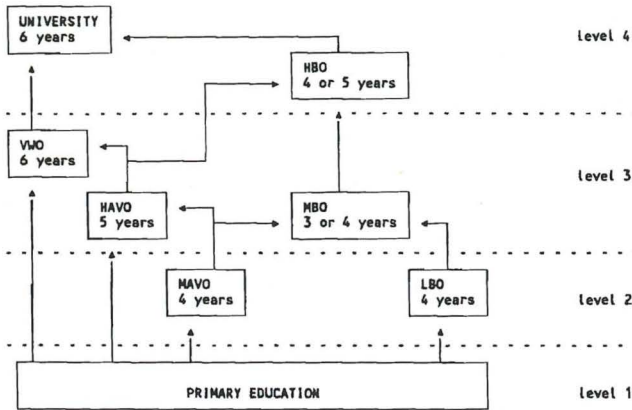 UNIVERSITY
6 years
level 4
HBO
4 or 5 years
VWO
6 years
level 3
HAVO
5 years
MBO
3 or 4 years
MAVO
4 years
LBO
4 years
level 2
PRIMARY EDUCATION
level 1